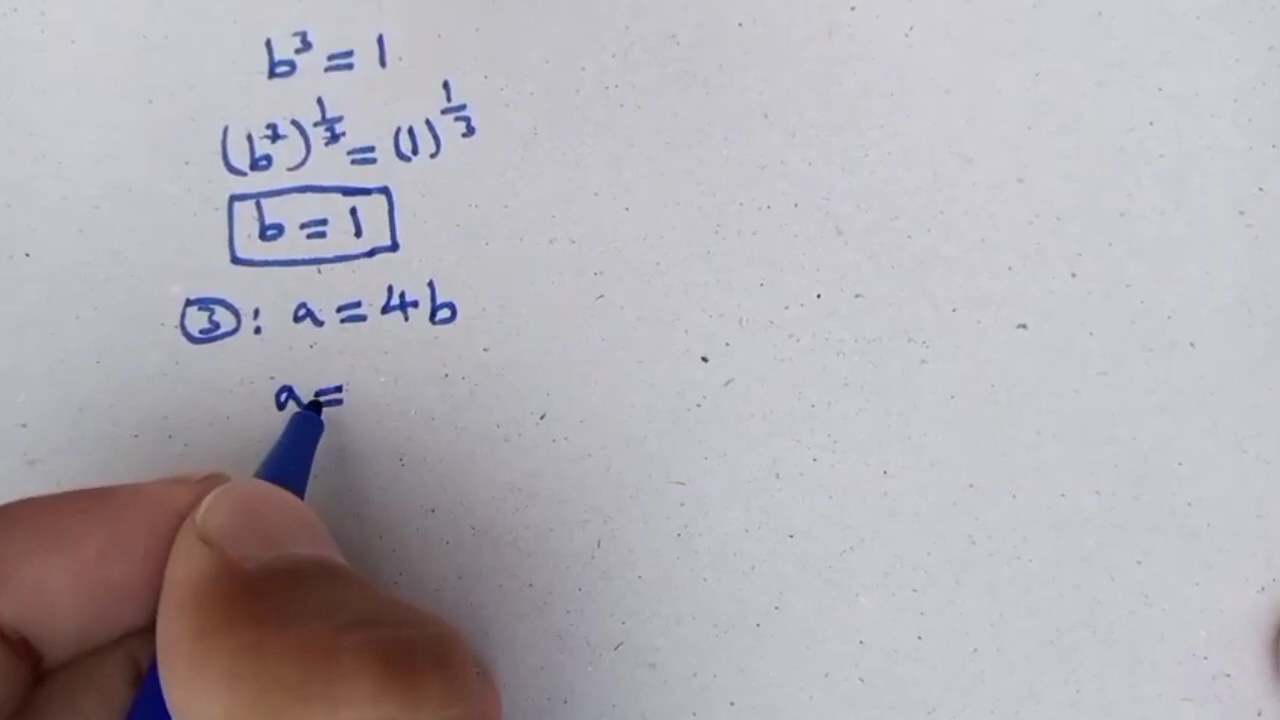 b³ = 1
(b³)^{1/3} = (1)^{1/3}
b = 1
③: a = 4b
a =